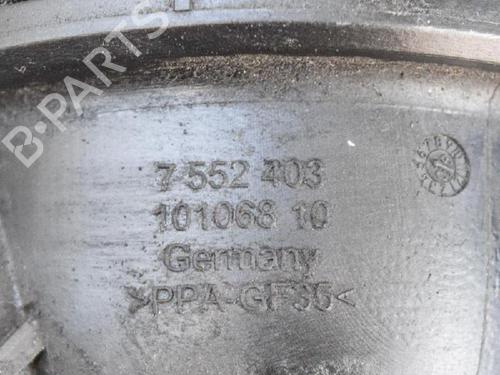 B-PARTS
7 552 403
101068 10
Germany
>PPA-GF35<